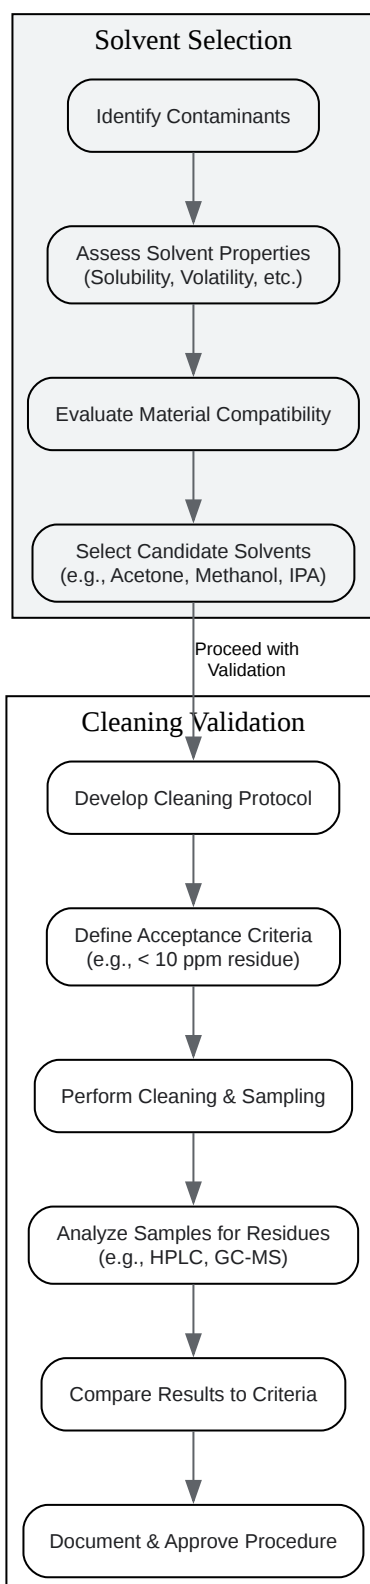 Solvent Selection
Identify Contaminants
Assess Solvent Properties
(Solubility, Volatility, etc.)
Evaluate Material Compatibility
Select Candidate Solvents
(e.g., Acetone, Methanol, IPA)
Proceed with
Validation
Cleaning Validation
Develop Cleaning Protocol
Define Acceptance Criteria
(e.g., < 10 ppm residue)
Perform Cleaning & Sampling
Analyze Samples for Residues
(e.g., HPLC, GC-MS)
Compare Results to Criteria
Document & Approve Procedure